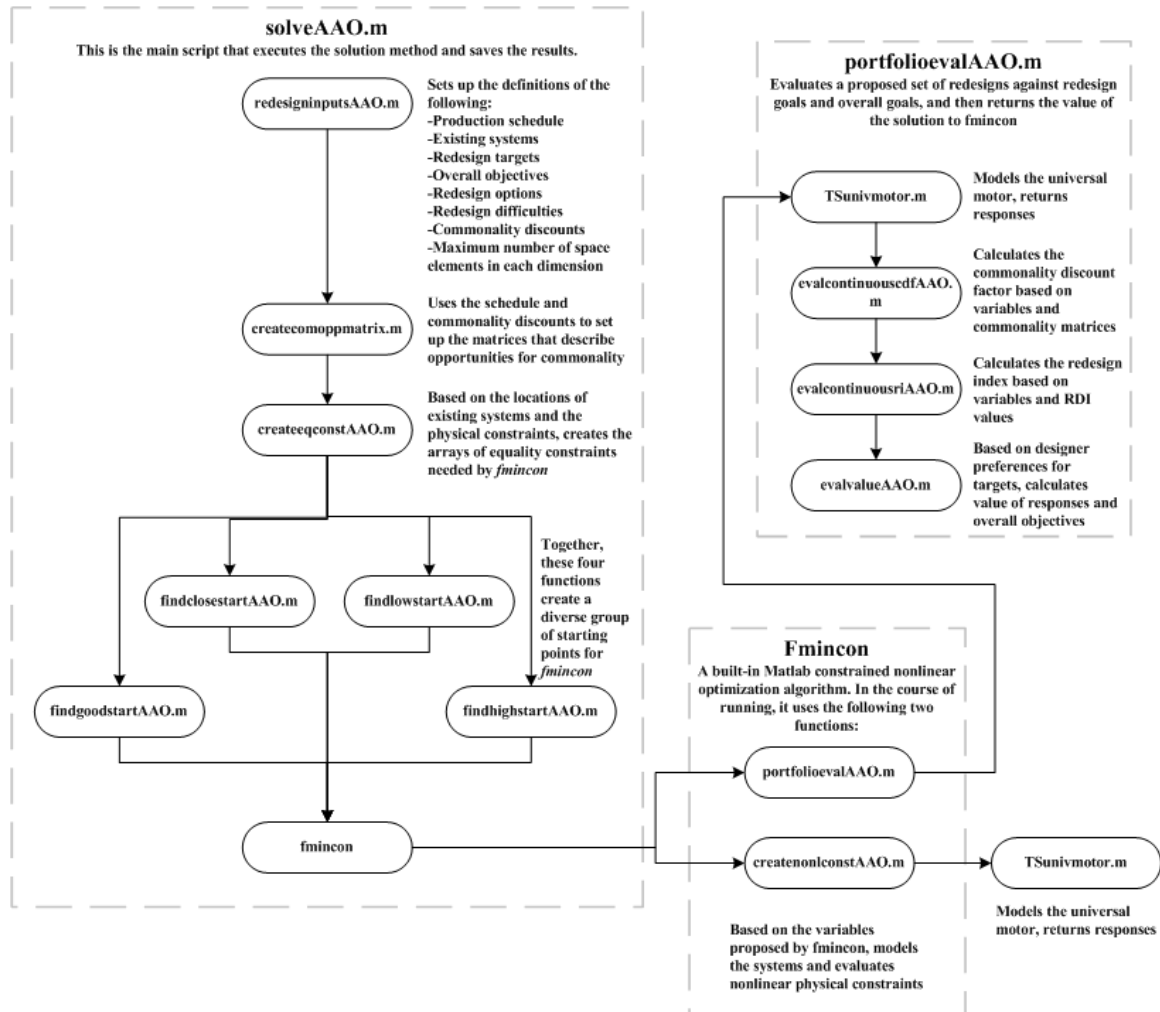 solveAAO.m
This is the main script that executes the solution method and saves the results.
redesigninputsAAO.m
Sets up the definitions of the
following:
-Production schedule
-Existing systems
-Redesign targets
-Overall objectives
-Redesign options
-Redesign difficulties
-Commonality discounts
-Maximum number of space
elements in each dimension
createcomoppmatrix.m
Uses the schedule and
commonality discounts to set
up the matrices that describe
opportunities for commonality
createeqconstAAO.m
Based on the locations of
existing systems and the
physical constraints, creates the
arrays of equality constraints
needed by fmincon
findclosestartAAO.m
findlowstartAAO.m
Together,
these four
functions
create a
diverse group
of starting
points for
fmincon
findgoodstartAAO.m
findhighstartAAO.m
fmincon
portfolioevalAAO.m
Evaluates a proposed set of redesigns against redesign
goals and overall goals, and then returns the value of
the solution to fmincon
TSunivmotor.m
Models the universal
motor, returns
responses
evalcontinuouscdfAAO.
m
Calculates the
commonality discount
factor based on
variables and
commonality matrices
evalcontinuousriAAO.m
Calculates the redesign
index based on
variables and RDI
values
evalvalueAAO.m
Based on designer
preferences for
targets, calculates
value of responses and
overall objectives
Fmincon
A built-in Matlab constrained nonlinear
optimization algorithm. In the course of
running, it uses the following two
functions:
portfolioevalAAO.m
createnonlconstAAO.m
Based on the variables
proposed by fmincon, models
the systems and evaluates
nonlinear physical constraints
TSunivmotor.m
Models the universal
motor, returns responses